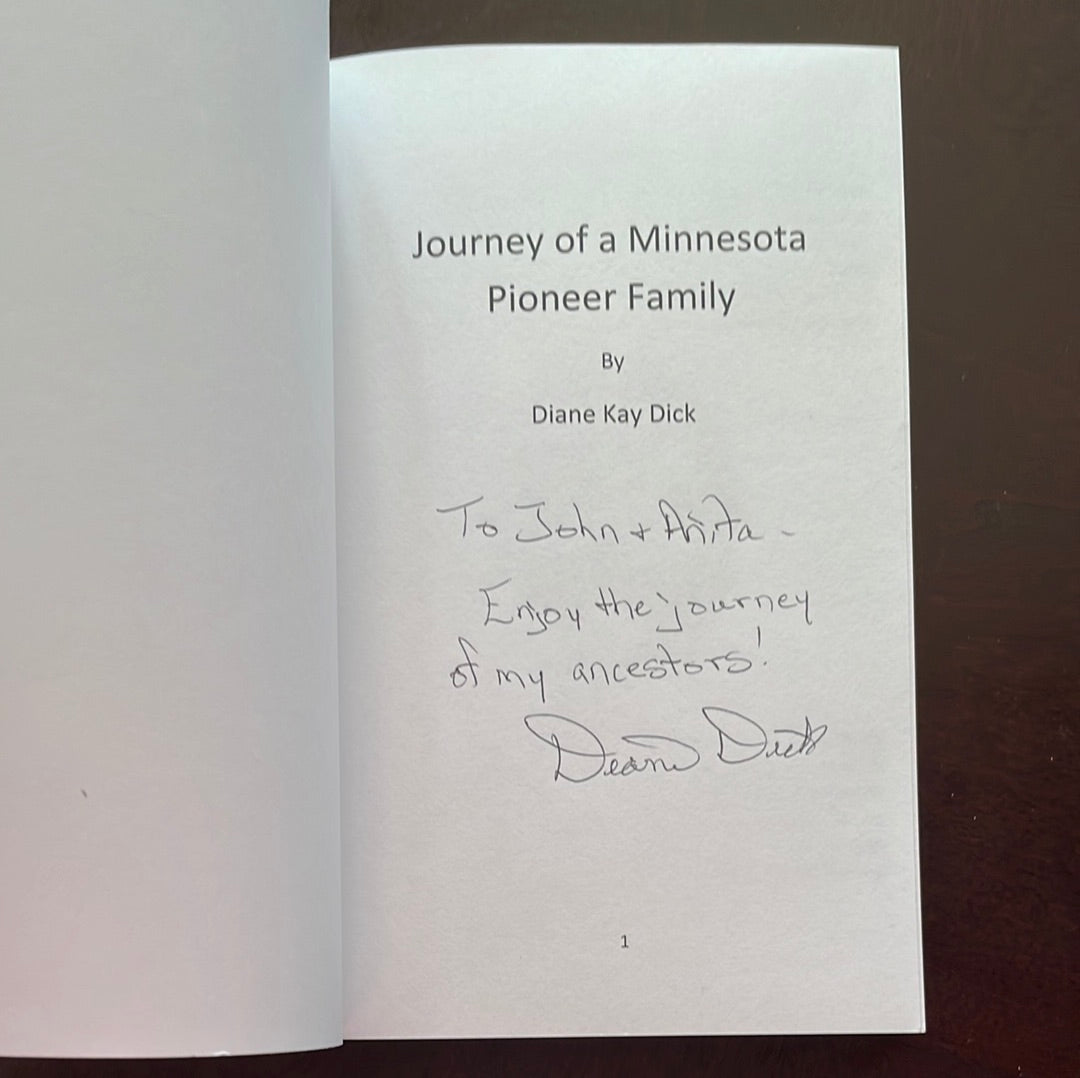 Journey of a Minnesota
Pioneer Family
By
Diane Kay Dick
To John + Anita -
Enjoy the journey
of my ancestors!
Diane Dick
1